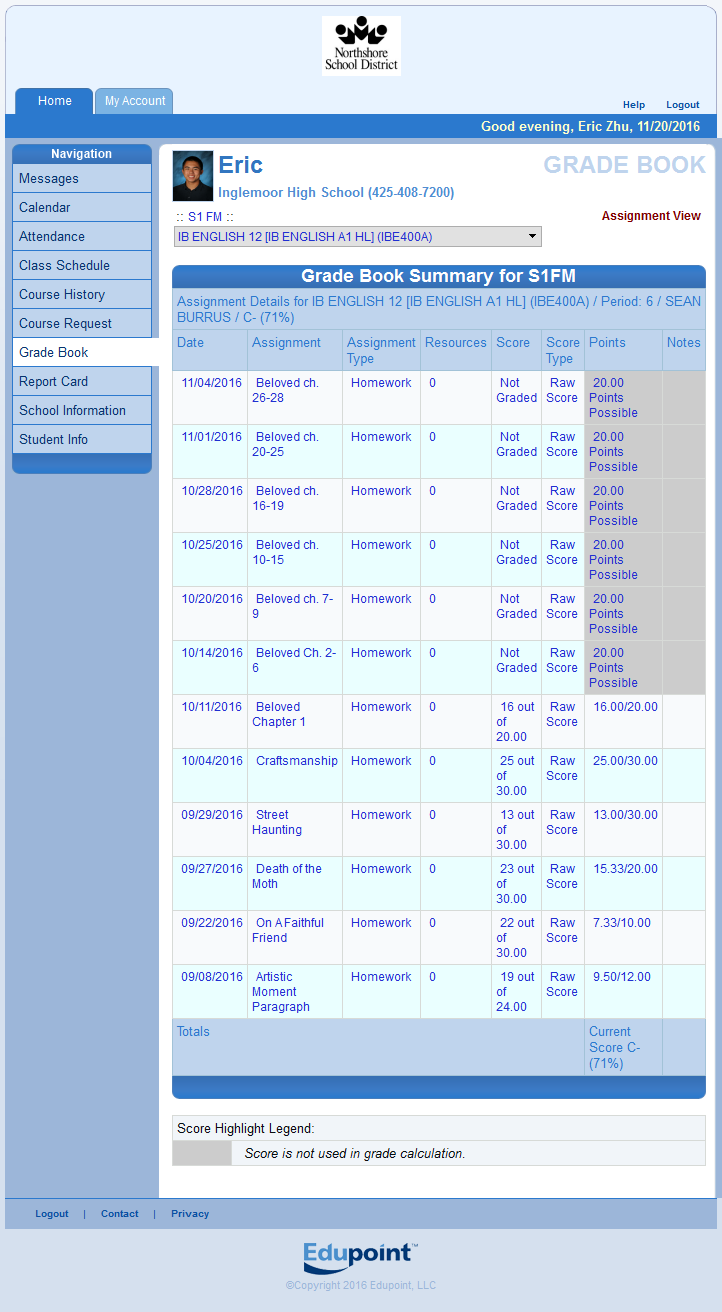 Northshore
School District
Home
My Account
Help
Logout
Good evening, Eric Zhu, 11/20/2016
Navigation
Messages
Calendar
Attendance
Class Schedule
Course History
Course Request
Grade Book
Report Card
School Information
Student Info
Eric
GRADE BOOK
Inglemoor High School (425-408-7200)
:: S1 FM ::
Assignment View
IB ENGLISH 12 [IB ENGLISH A1 HL] (IBE400A)
Grade Book Summary for S1FM
Assignment Details for IB ENGLISH 12 [IB ENGLISH A1 HL] (IBE400A) / Period: 6 / SEAN
BURRUS / C- (71%)
Date Assignment Assignment Type Resources Score Score Type Points Notes
11/04/2016 Beloved ch. 26-28 Homework 0 Not Graded Raw Score 20.00 Points Possible
11/01/2016 Beloved ch. 20-25 Homework 0 Not Graded Raw Score 20.00 Points Possible
10/28/2016 Beloved ch. 16-19 Homework 0 Not Graded Raw Score 20.00 Points Possible
10/25/2016 Beloved ch. 10-15 Homework 0 Not Graded Raw Score 20.00 Points Possible
10/20/2016 Beloved ch. 7-9 Homework 0 Not Graded Raw Score 20.00 Points Possible
10/14/2016 Beloved Ch. 2-6 Homework 0 Not Graded Raw Score 20.00 Points Possible
10/11/2016 Beloved Chapter 1 Homework 0 16 out of 20.00 Raw Score 16.00/20.00
10/04/2016 Craftsmanship Homework 0 25 out of 30.00 Raw Score 25.00/30.00
09/29/2016 Street Haunting Homework 0 13 out of 30.00 Raw Score 13.00/30.00
09/27/2016 Death of the Moth Homework 0 23 out of 30.00 Raw Score 15.33/20.00
09/22/2016 On A Faithful Friend Homework 0 22 out of 30.00 Raw Score 7.33/10.00
09/08/2016 Artistic Moment Paragraph Homework 0 19 out of 24.00 Raw Score 9.50/12.00
Totals Current Score C- (71%)
Score Highlight Legend:
Score is not used in grade calculation.
Logout | Contact | Privacy
Edupoint™
©Copyright 2016 Edupoint, LLC